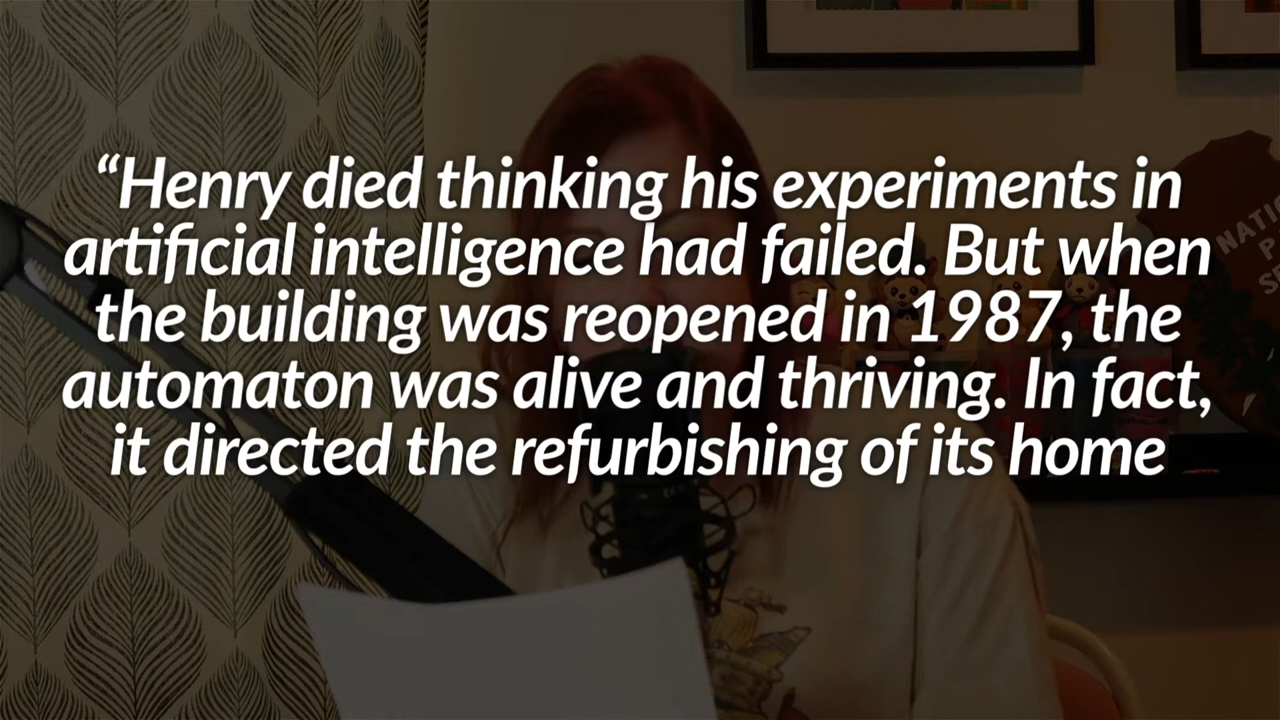 “Henry died thinking his experiments in
artificial intelligence had failed. But when
the building was reopened in 1987, the
automaton was alive and thriving. In fact,
it directed the refurbishing of its home